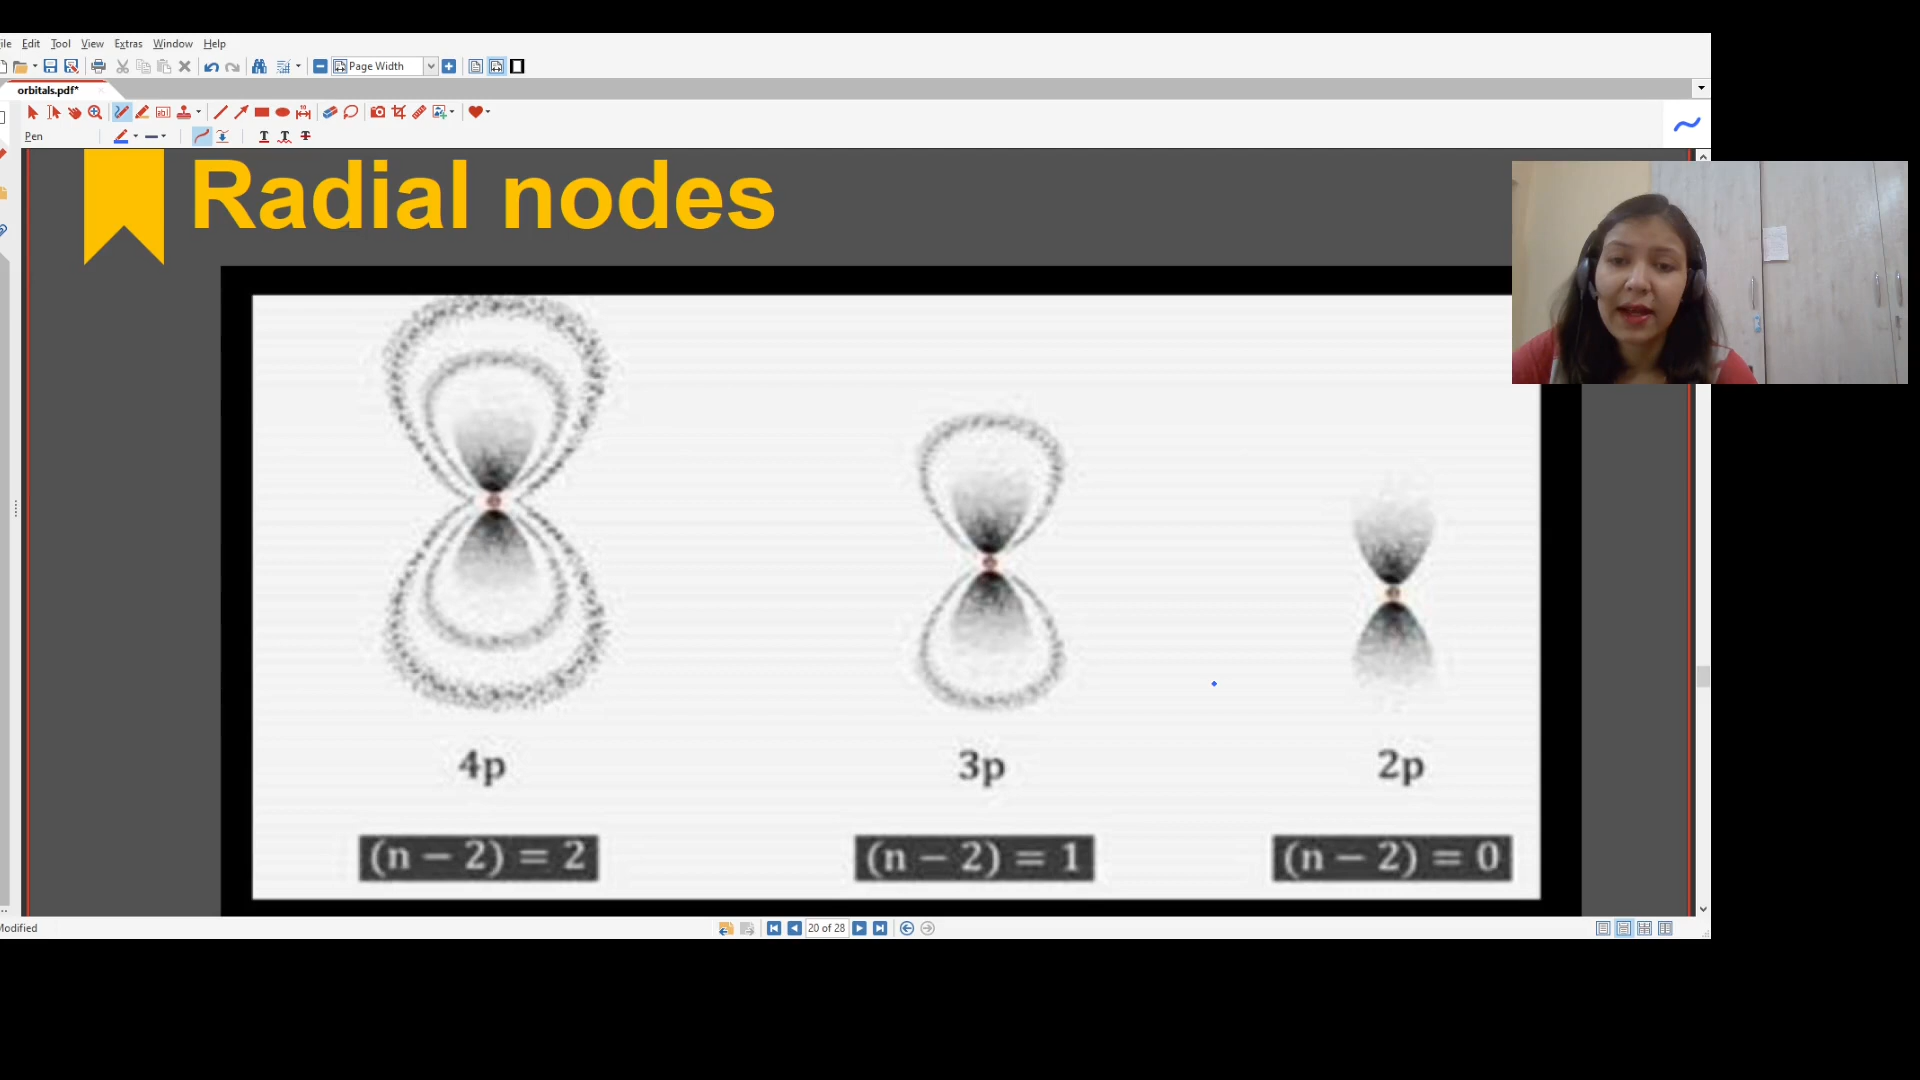 ile Edit Tool View Extras Window Help
Page Width
orbitals.pdf*
Pen
Radial nodes
4p 3p 2p
(n − 2) = 2 (n − 2) = 1 (n − 2) = 0
Modified 20 of 28